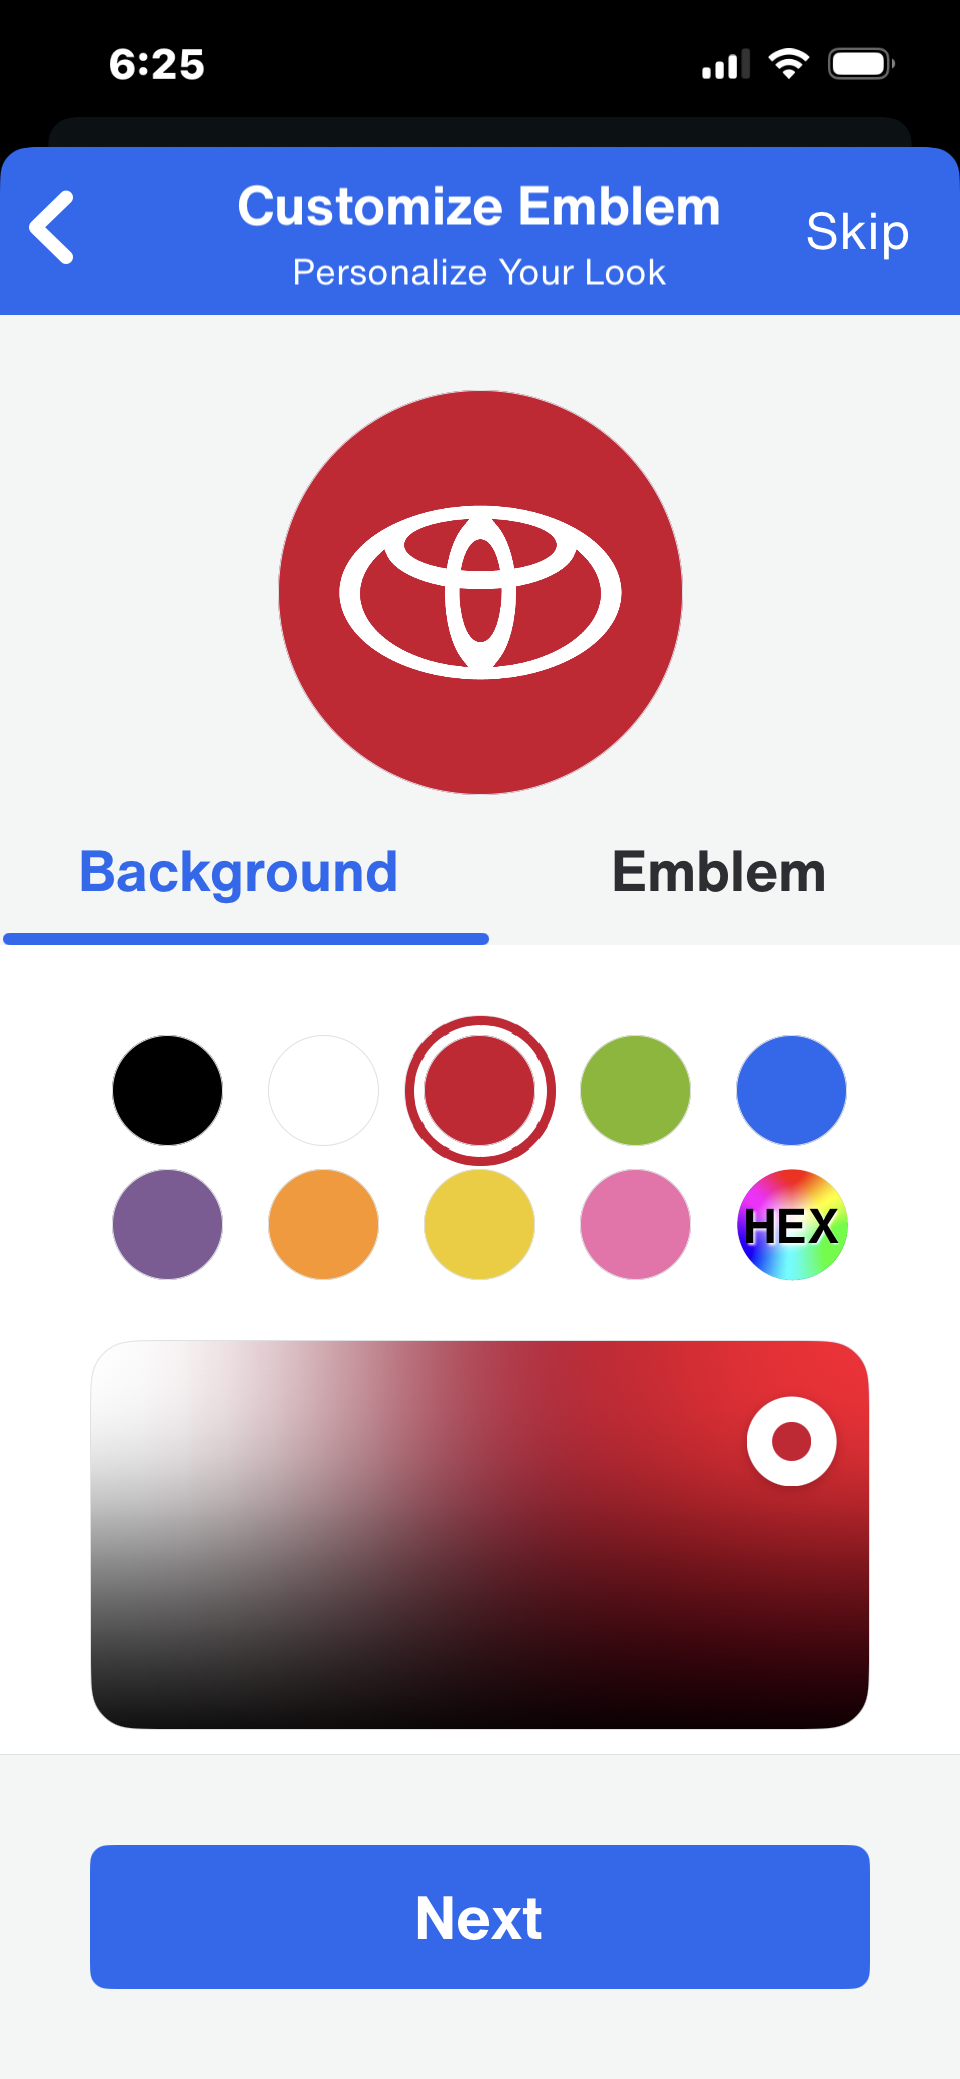 6:25
Customize Emblem
Skip
Personalize Your Look
Background
Emblem
HEX
Next